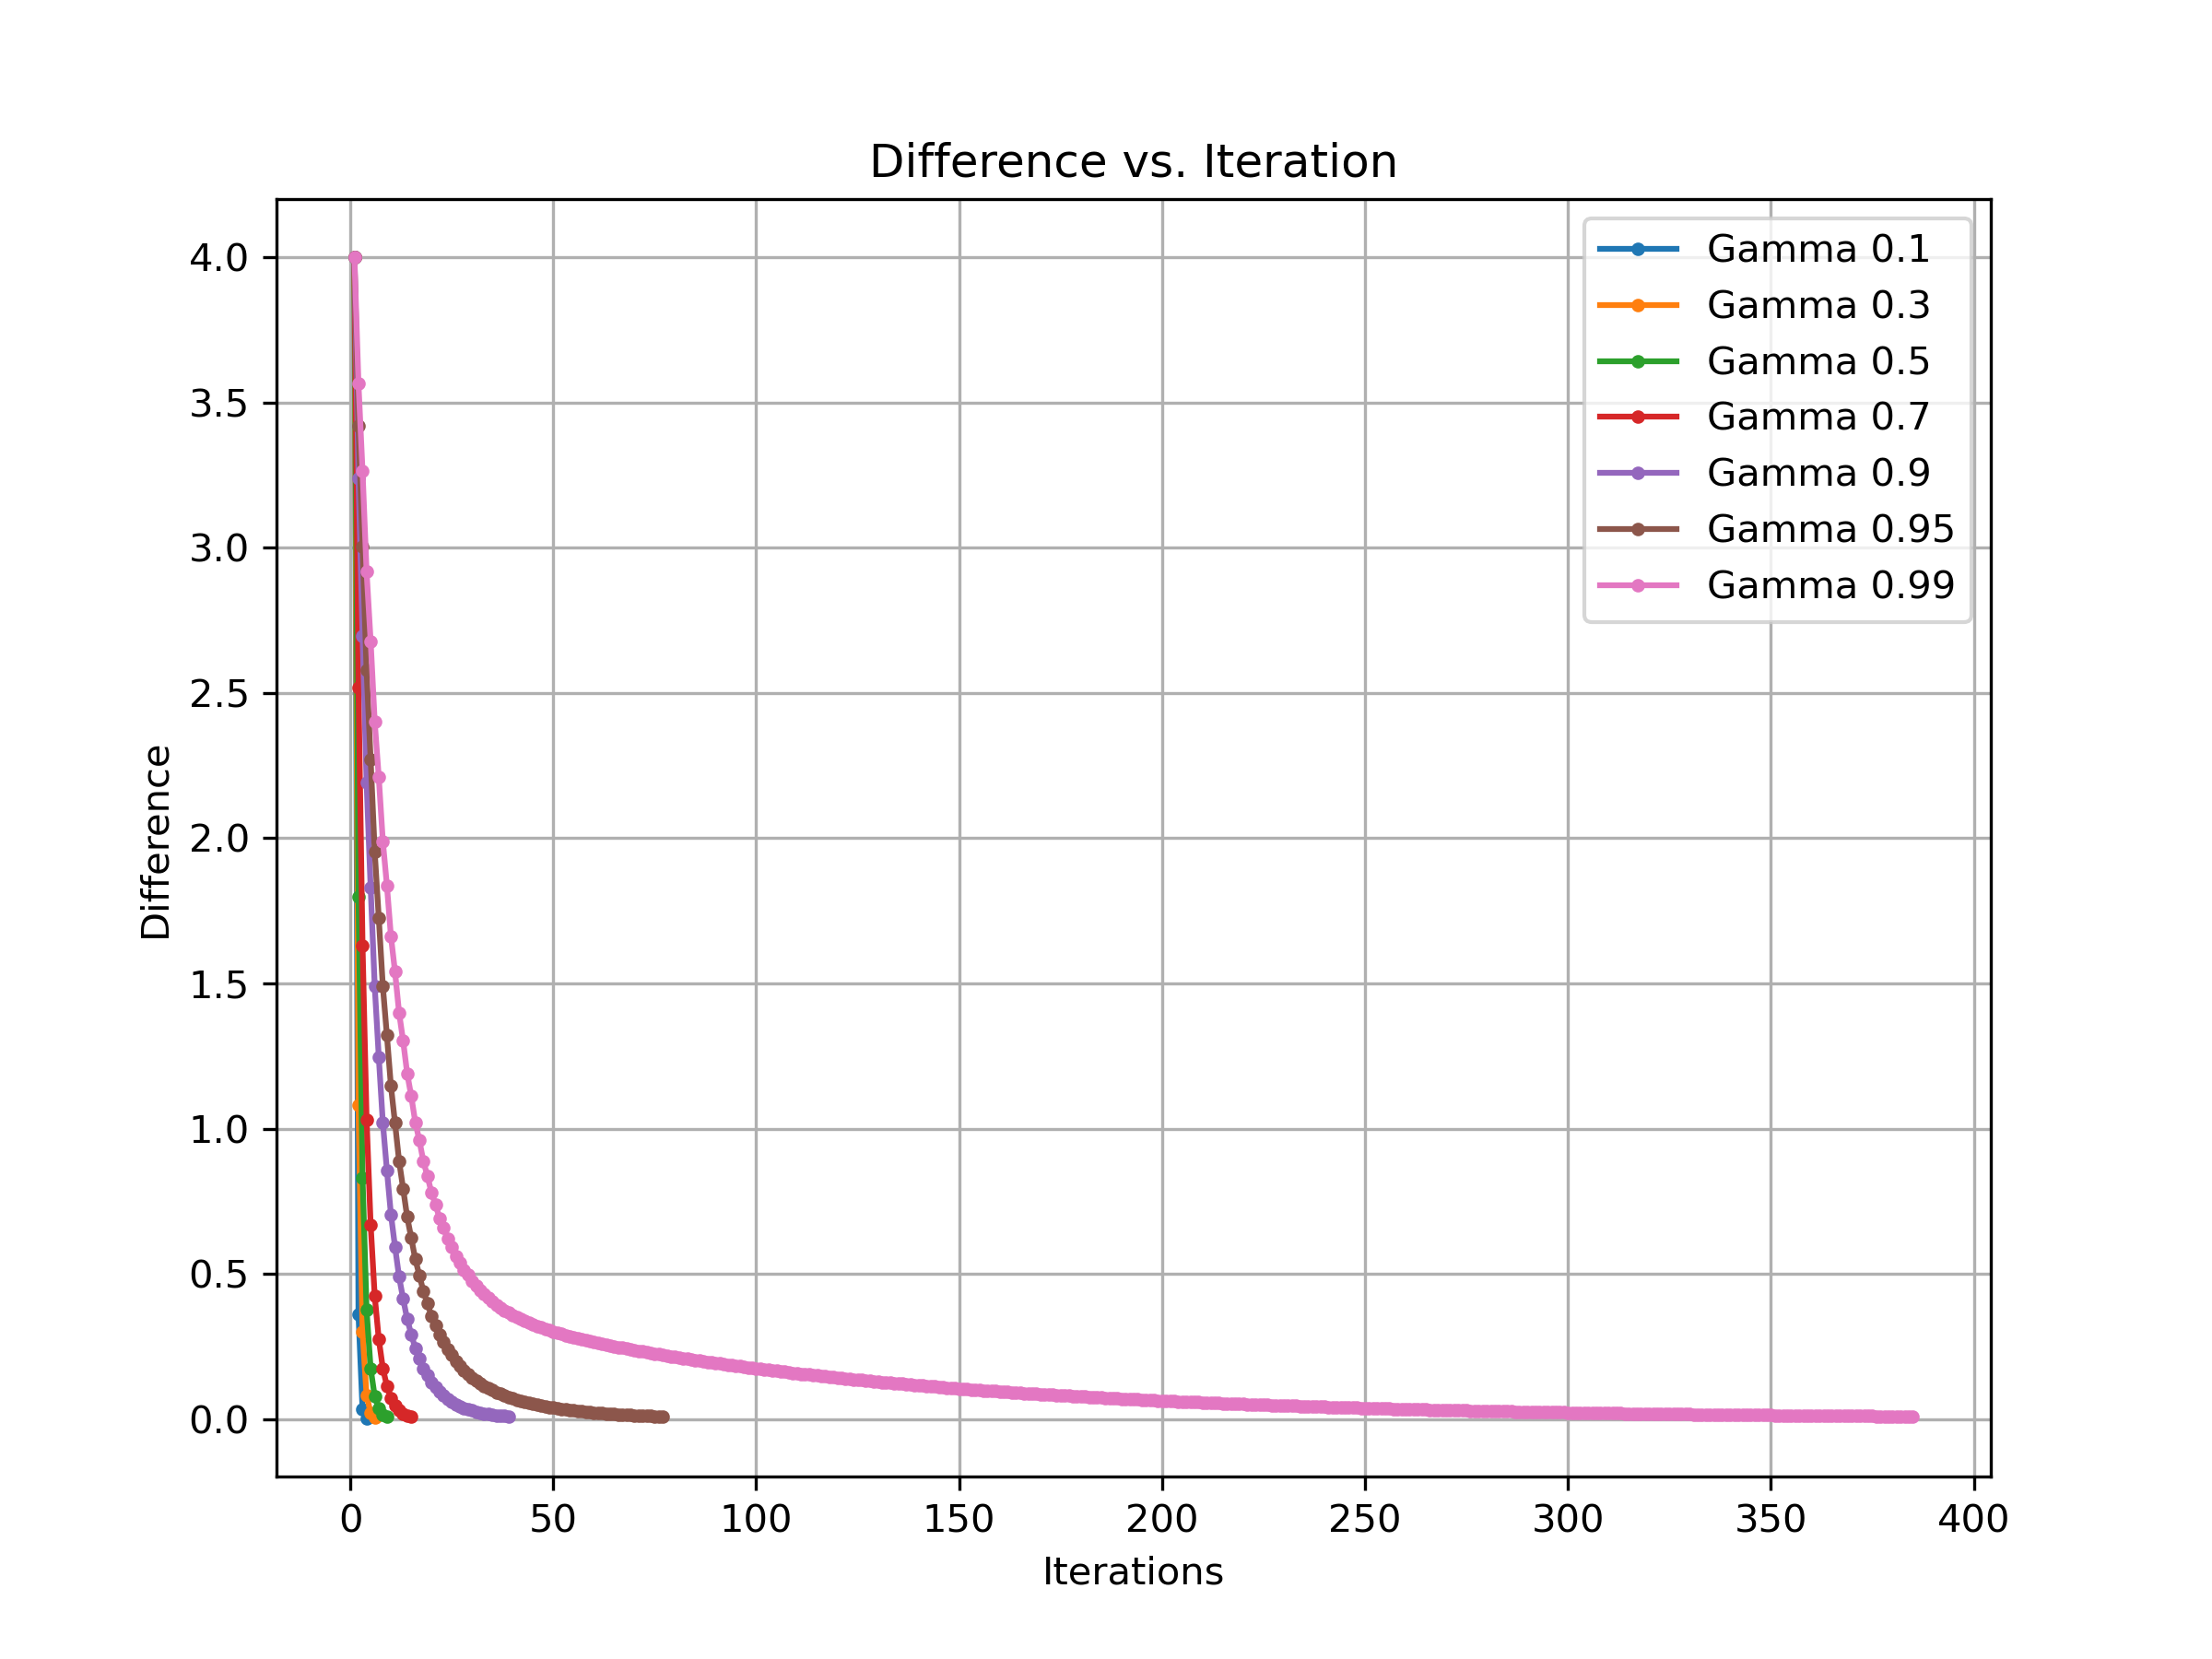 Difference vs. Iteration
4.0
3.5
3.0
2.5
2.0
1.5
1.0
0.5
0.0
Difference
Gamma 0.1
Gamma 0.3
Gamma 0.5
Gamma 0.7
Gamma 0.9
Gamma 0.95
Gamma 0.99
0 50 100 150 200 250 300 350 400
Iterations